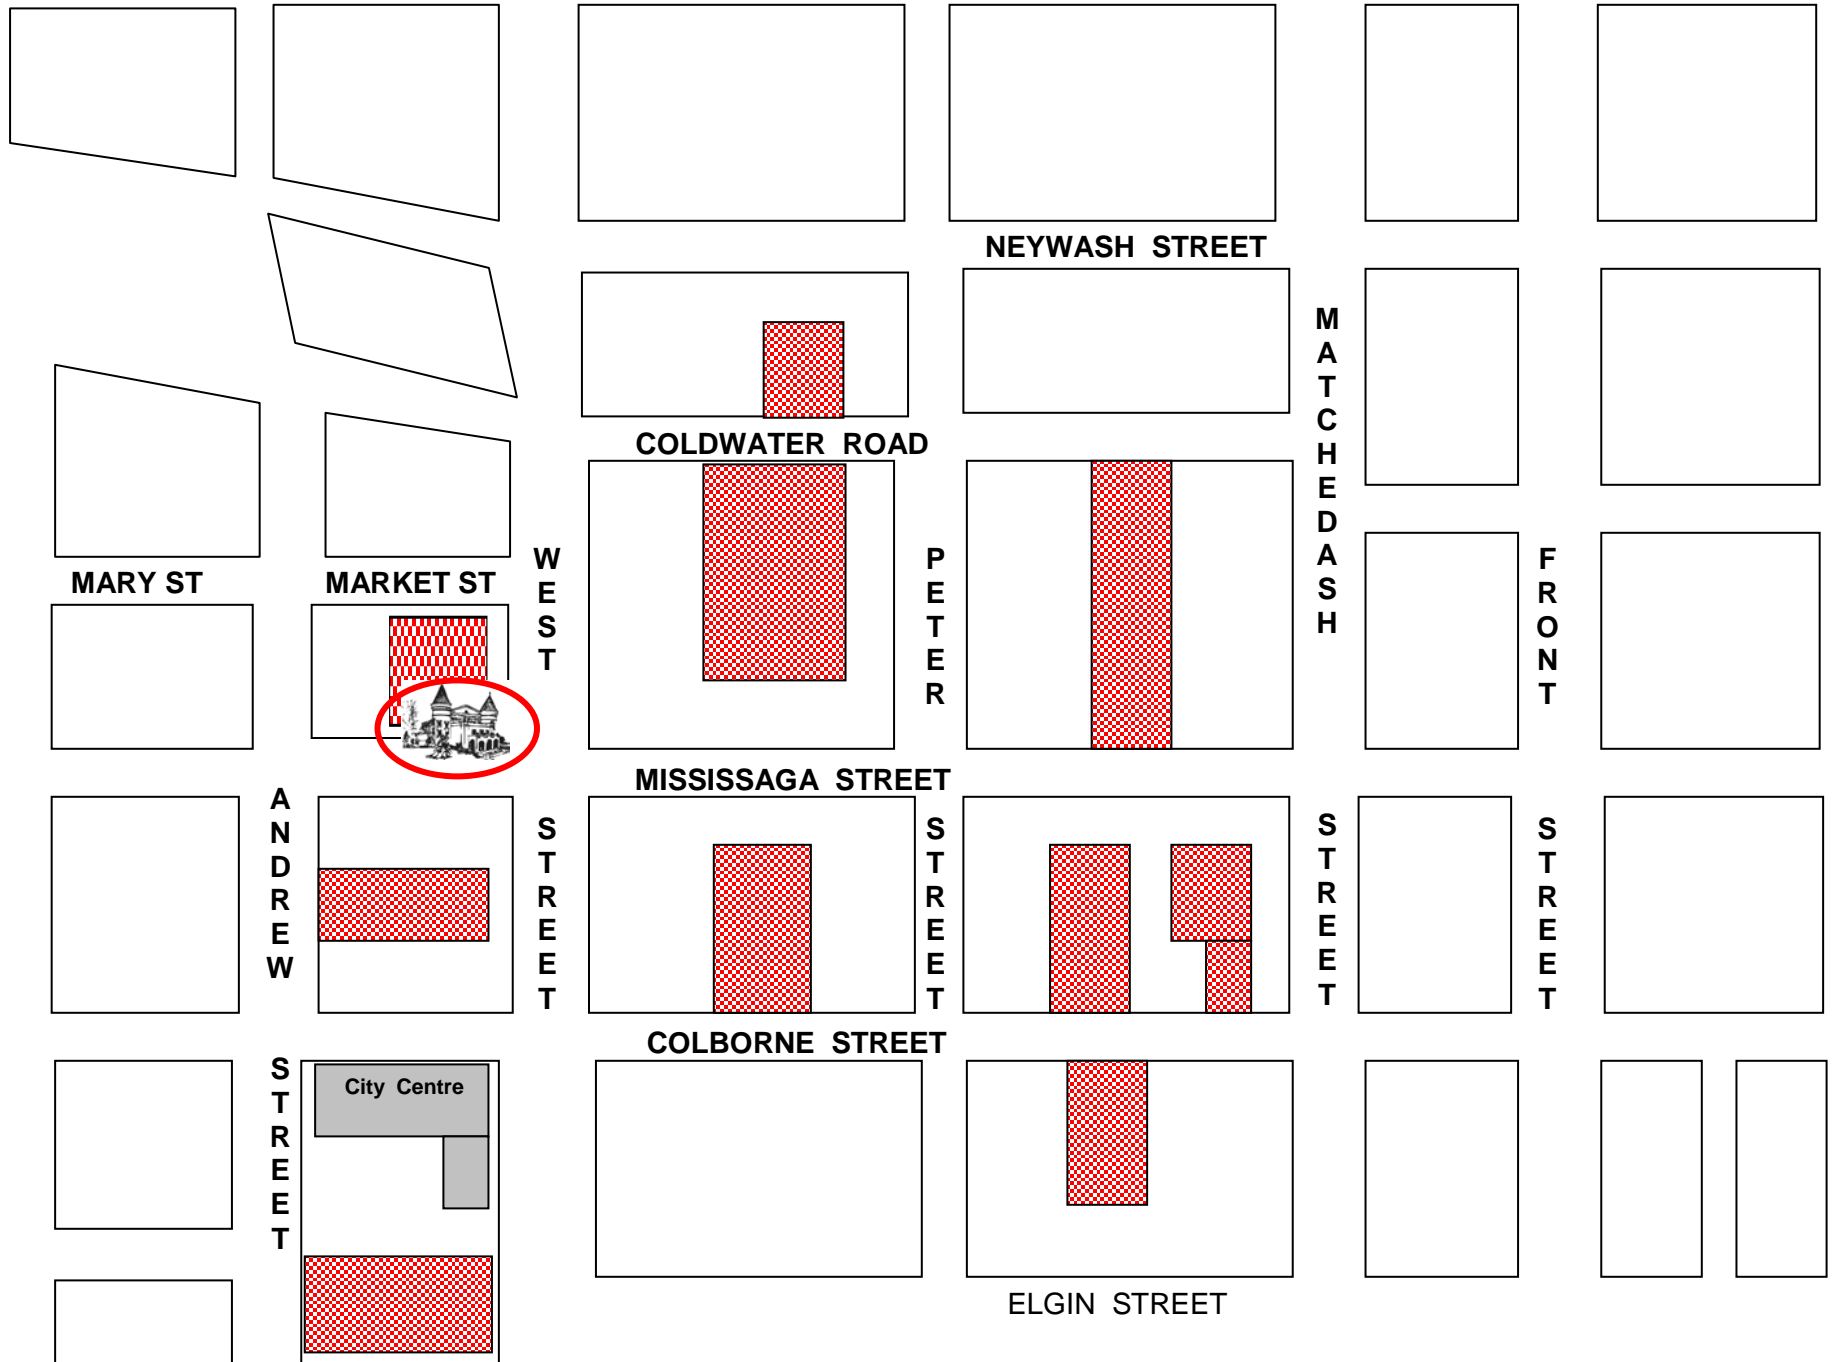 NEYWASH STREET
MATCHEDASH
COLDWATER ROAD
WEST
PETER
FRONT
MARY ST
MARKET ST
MISSISSAGA STREET
ANDREW
STREET
STREET
STREET
STREET
COLBORNE STREET
STREET
City Centre
ELGIN STREET